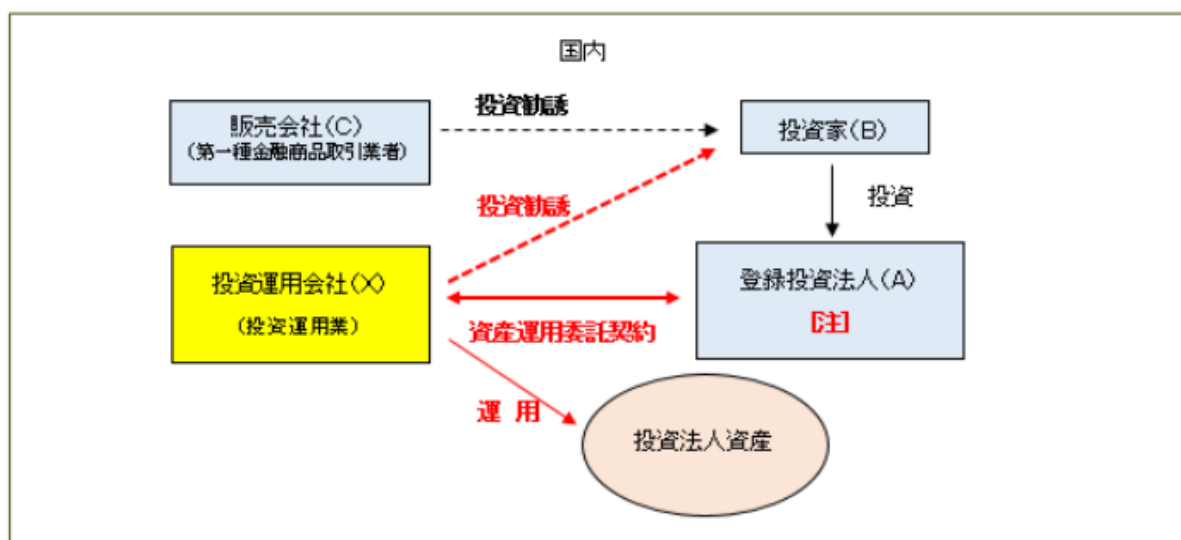 国内
販売会社(C)
(第一種金融商品取引業者)
投資勧誘
投資家(B)
投資勧誘
投資
投資運用会社(X)
(投資運用業)
登録投資法人(A)
[注]
資産運用委託契約
運 用
投資法人資産